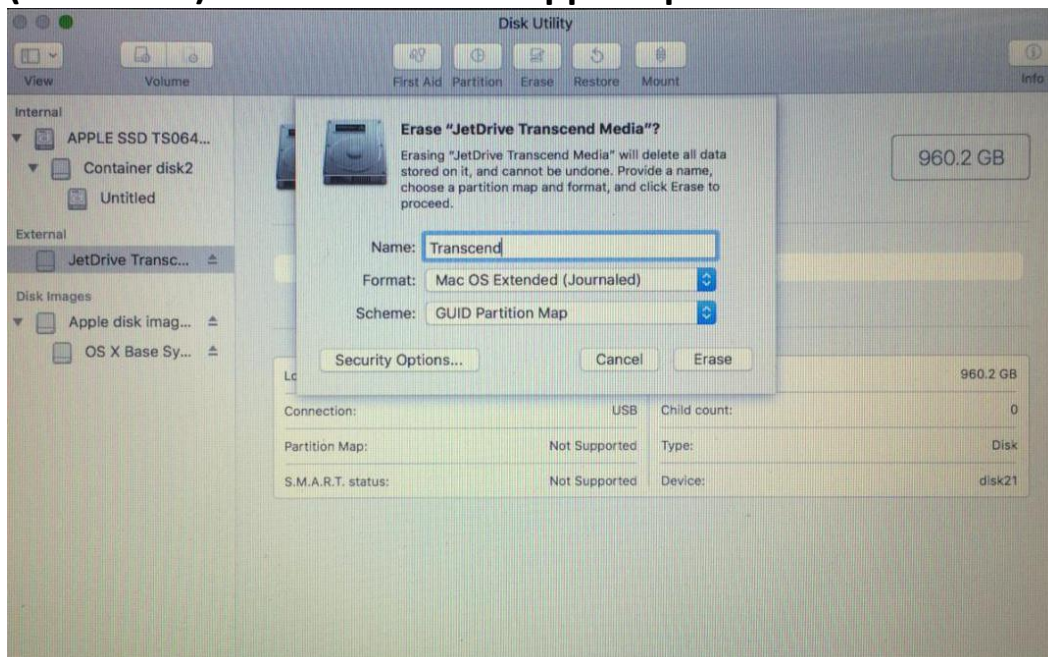 Disk Utility
View
Volume
First Aid Partition Erase Restore Mount
Info
Internal
APPLE SSD TS064...
Container disk2
Untitled
External
JetDrive Transc...
Disk Images
Apple disk imag...
OS X Base Sy...
Erase "JetDrive Transcend Media"?
Erasing "JetDrive Transcend Media" will delete all data
stored on it, and cannot be undone. Provide a name,
choose a partition map and format, and click Erase to
proceed.
Name: Transcend
Format: Mac OS Extended (Journaled)
Scheme: GUID Partition Map
Security Options... Cancel Erase
960.2 GB
Lo 960.2 GB
Connection: USB Child count: 0
Partition Map: Not Supported Type: Disk
S.M.A.R.T. status: Not Supported Device: disk21